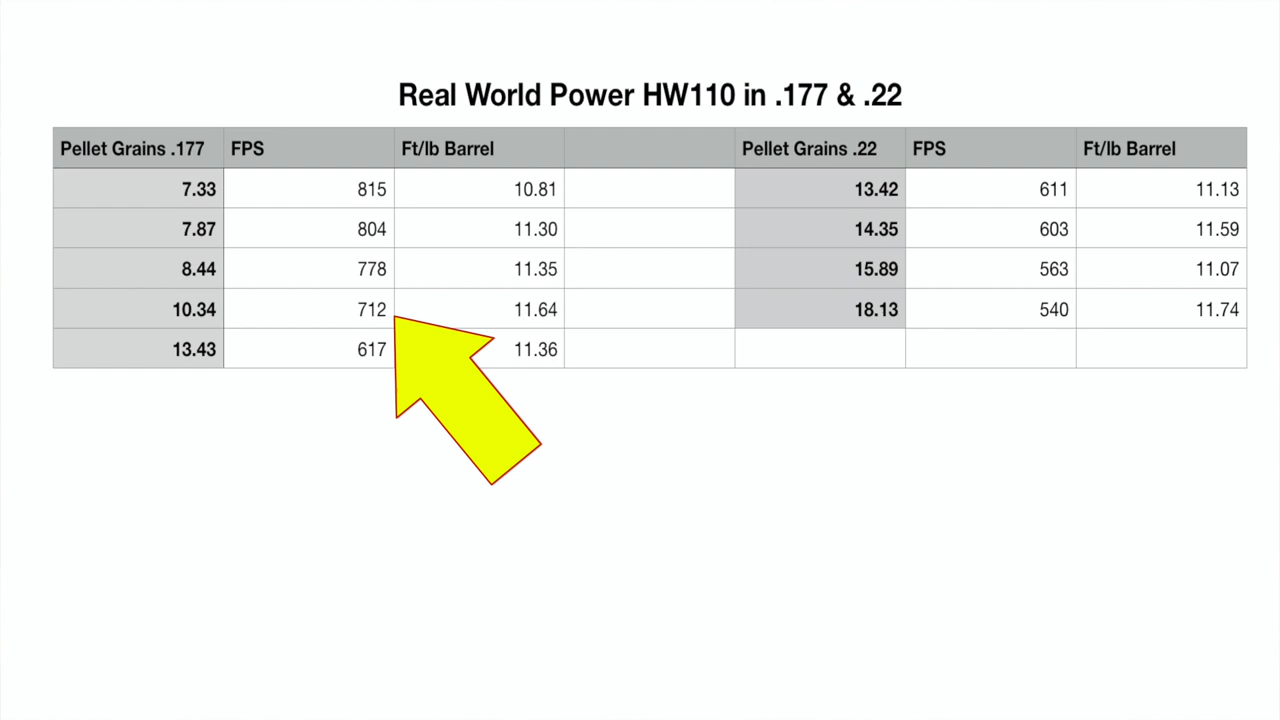 Real World Power HW110 in .177 & .22
Pellet Grains .177 FPS Ft/lb Barrel Pellet Grains .22 FPS Ft/lb Barrel
7.33 815 10.81 13.42 611 11.13
7.87 804 11.30 14.35 603 11.59
8.44 778 11.35 15.89 563 11.07
10.34 712 11.64 18.13 540 11.74
13.43 617 11.36